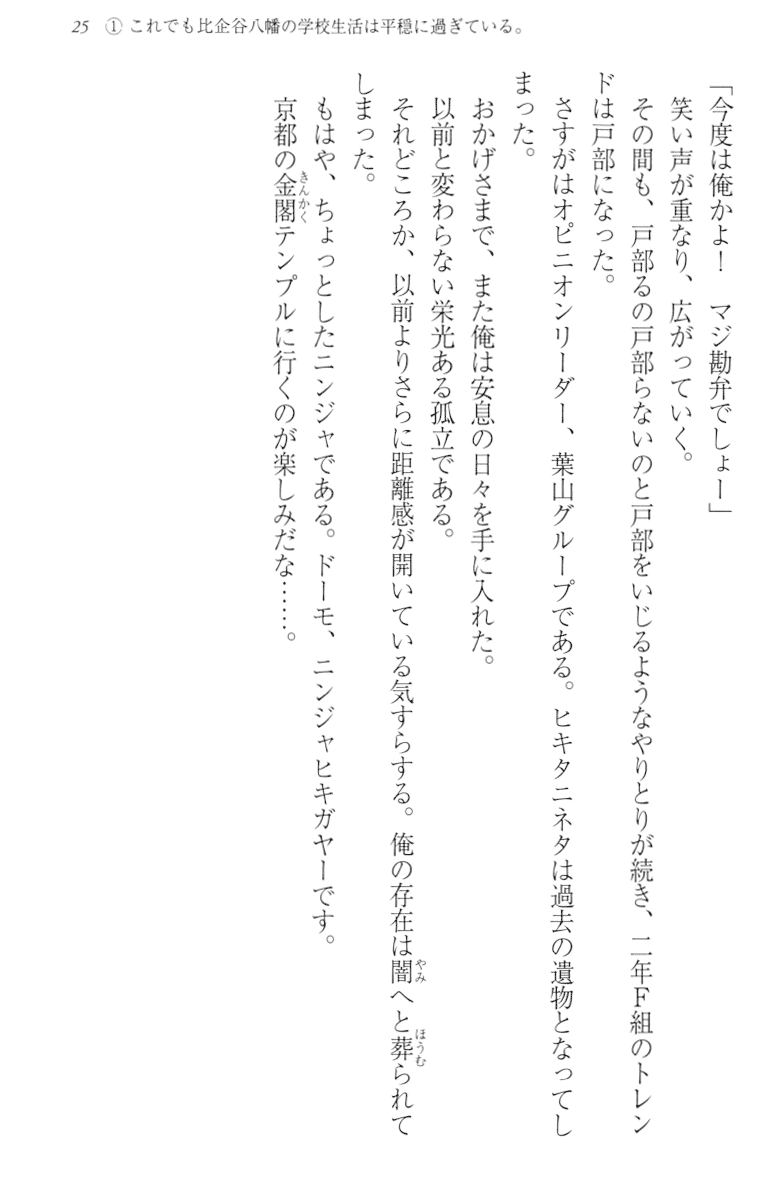 25 ① これでも比企谷八幡の学校生活は平穏に過ぎている。
「今度は俺かよ！　マジ勘弁でしょー」
笑い声が重なり、広がっていく。
その間も、戸部るの戸部らないのと戸部をいじるようなやりとりが続き、二年F組のトレン
ドは戸部になった。
さすがはオピニオンリーダー、葉山グループである。ヒキタニネタは過去の遺物となってし
まった。
おかげさまで、また俺は安息の日々を手に入れた。
以前と変わらない栄光ある孤立である。
それどころか、以前よりさらに距離感が開いている気すらする。俺の存在は闇へと葬られて
しまった。
もはや、ちょっとしたニンジャである。ドーモ、ニンジャヒキガヤーです。
京都の金閣テンプルに行くのが楽しみだな……。